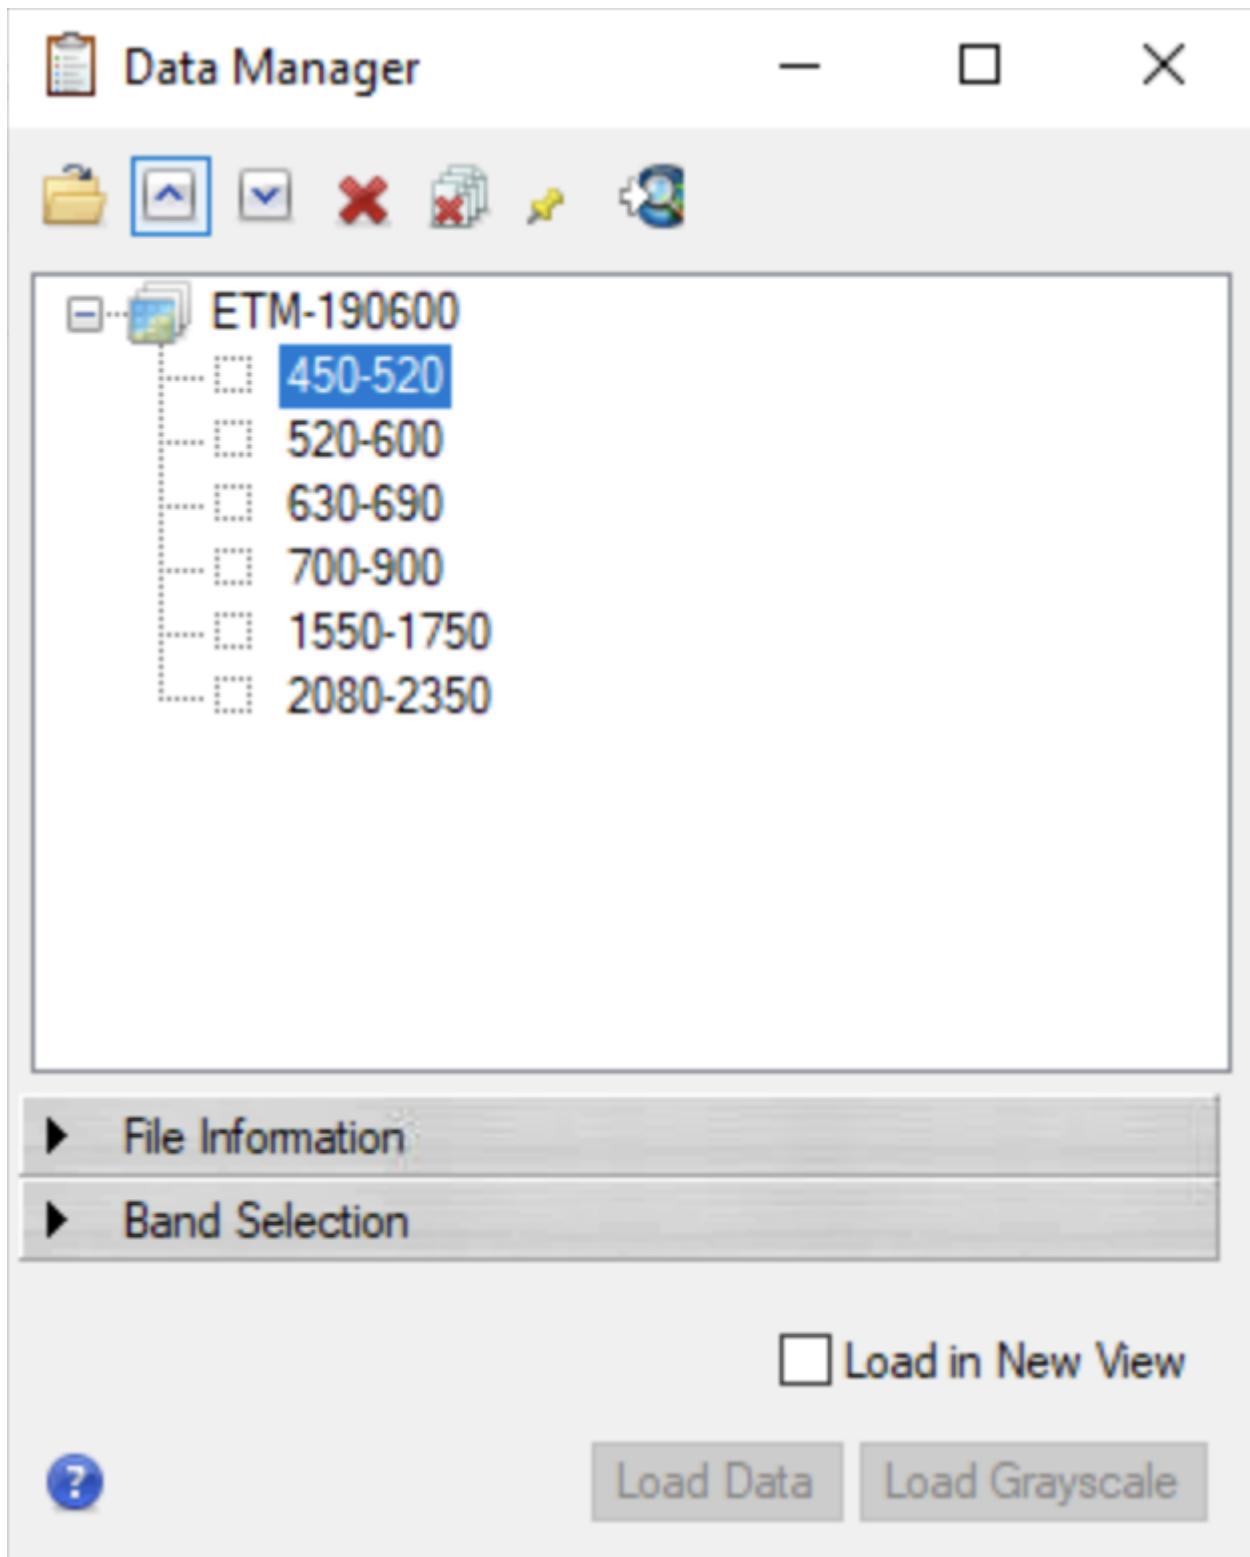 Data Manager
ETM-190600
450-520
520-600
630-690
700-900
1550-1750
2080-2350
File Information
Band Selection
Load in New View
? Load Data Load Grayscale